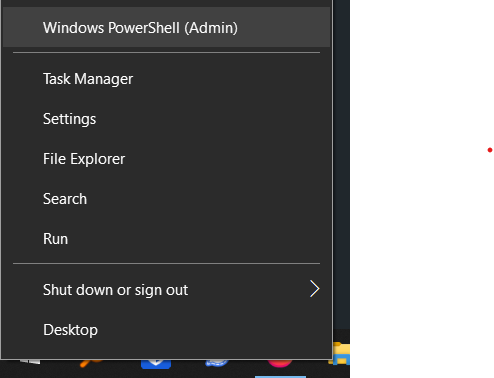 Windows PowerShell (Admin)
Task Manager
Settings
File Explorer
Search
Run
Shut down or sign out
Desktop